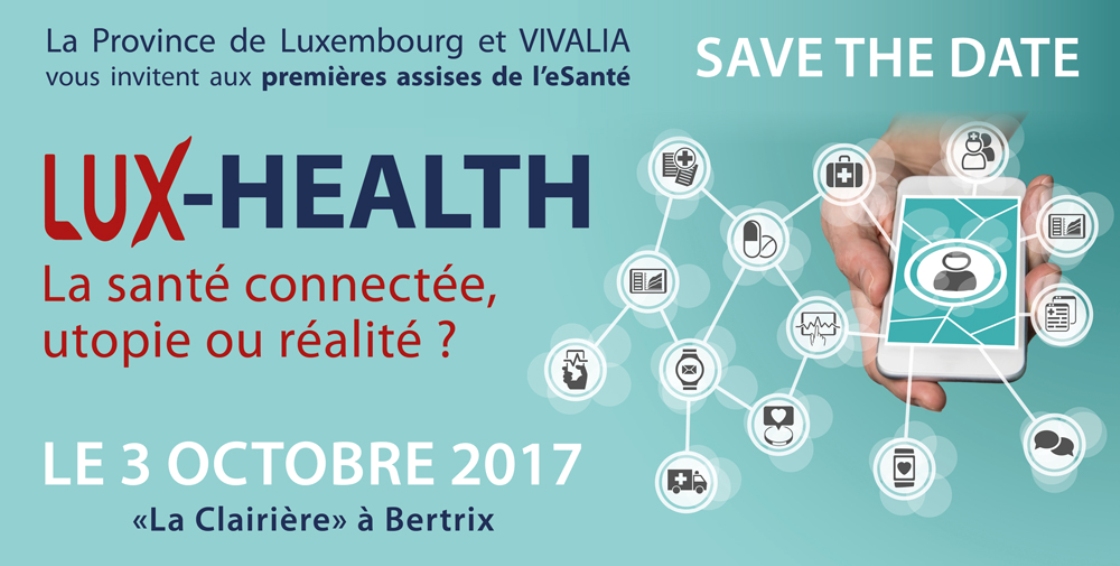 La Province de Luxembourg et VIVALIA
vous invitent aux premières assises de l'eSanté
SAVE THE DATE
LUX-HEALTH
La santé connectée,
utopie ou réalité ?
LE 3 OCTOBRE 2017
«La Clairière» à Bertrix